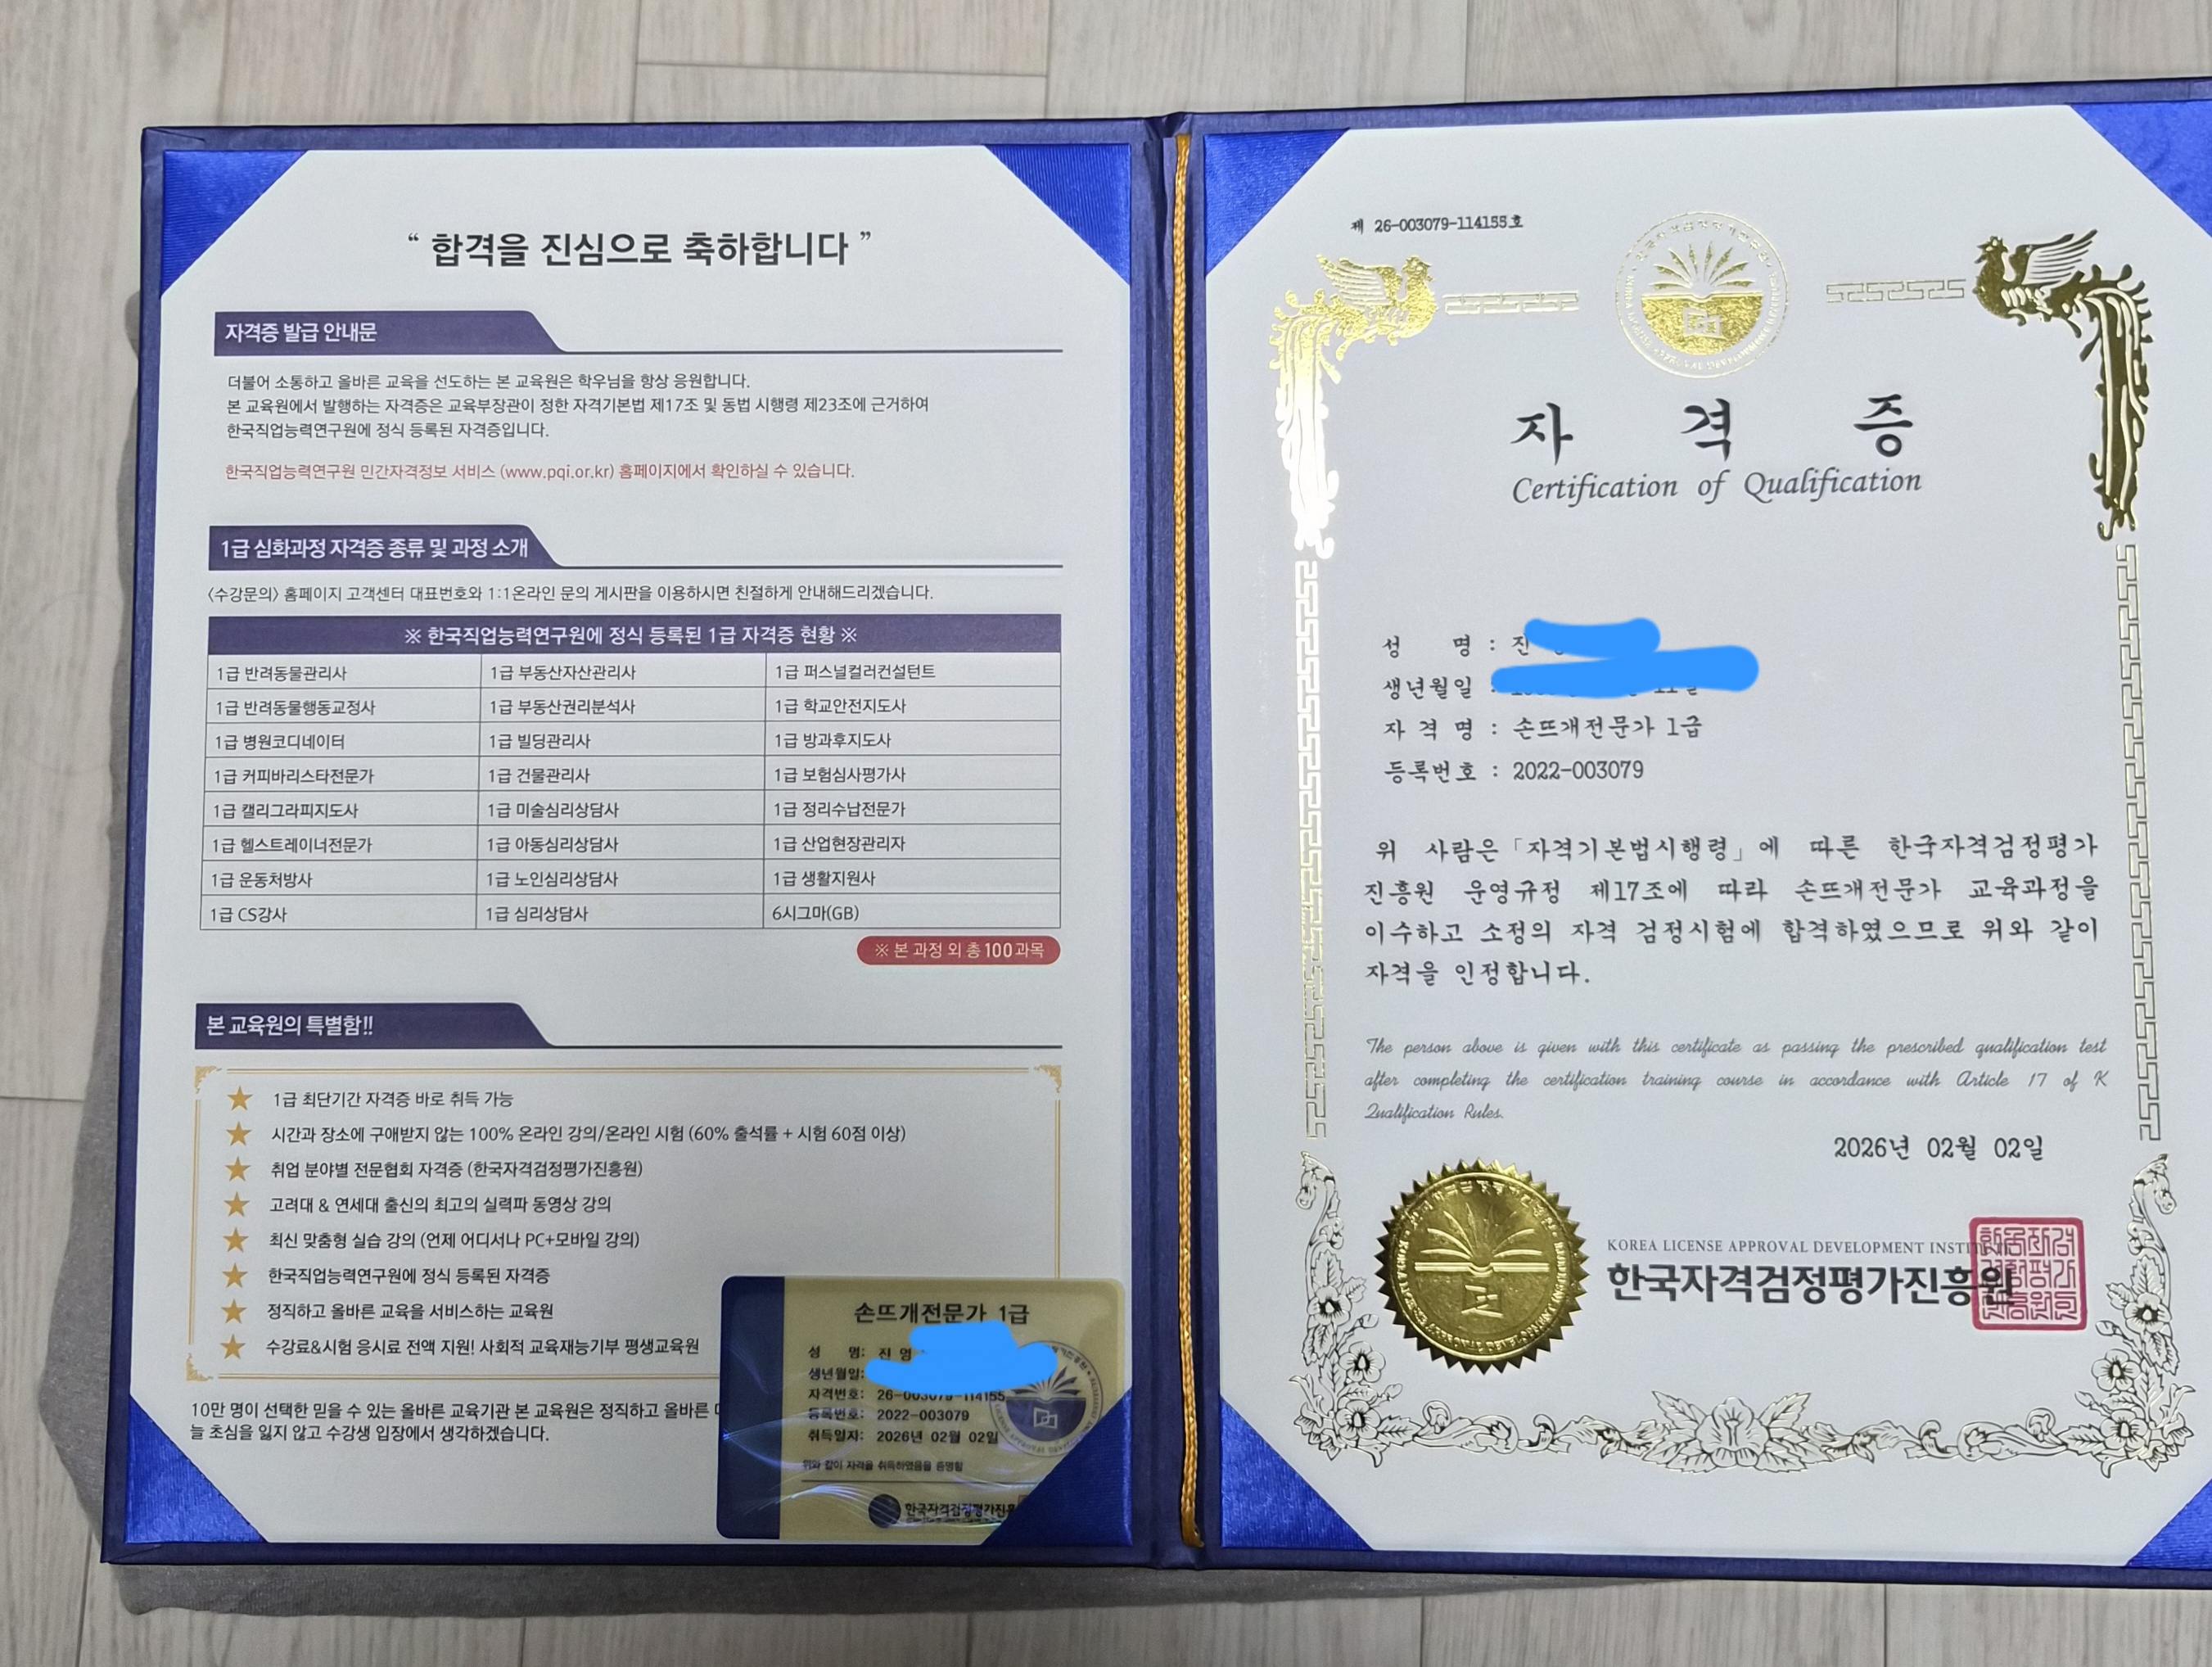 “ 합격을 진심으로 축하합니다 ”
자격증 발급 안내문
더불어 소통하고 올바른 교육을 선도하는 본 교육원은 학우님을 항상 응원합니다.
본 교육원에서 발행하는 자격증은 교육부장관이 정한 자격기본법 제17조 및 동법 시행령 제23조에 근거하여
한국직업능력연구원에 정식 등록된 자격증입니다.
한국직업능력연구원 민간자격정보 서비스 (www.pqi.or.kr) 홈페이지에서 확인하실 수 있습니다.
1급 심화과정 자격증 종류 및 과정 소개
<수강문의> 홈페이지 고객센터 대표번호와 1:1온라인 문의 게시판을 이용하시면 친절하게 안내해드리겠습니다.
※ 한국직업능력연구원에 정식 등록된 1급 자격증 현황 ※
1급 반려동물관리사 1급 부동산자산관리사 1급 퍼스널컬러컨설턴트
1급 반려동물행동교정사 1급 부동산권리분석사 1급 학교안전지도사
1급 병원코디네이터 1급 빌딩관리사 1급 방과후지도사
1급 커피바리스타전문가 1급 건물관리사 1급 보험심사평가사
1급 캘리그라피지도사 1급 미술심리상담사 1급 정리수납전문가
1급 헬스트레이너전문가 1급 아동심리상담사 1급 산업현장관리자
1급 운동처방사 1급 노인심리상담사 1급 생활지원사
1급 CS강사 1급 심리상담사 6시그마(GB)
※ 본 과정 외 총 100과목
본 교육원의 특별함!!
1급 최단기간 자격증 바로 취득 가능
시간과 장소에 구애받지 않는 100% 온라인 강의/온라인 시험 (60% 출석률 + 시험 60점 이상)
취업 분야별 전문협회 자격증 (한국자격검정평가진흥원)
고려대 & 연세대 출신의 최고의 실력파 동영상 강의
최신 맞춤형 실습 강의 (언제 어디서나 PC+모바일 강의)
한국직업능력연구원에 정식 등록된 자격증
정직하고 올바른 교육을 서비스하는 교육원
수강료&시험 응시료 전액 지원! 사회적 교육재능기부 평생교육원
10만 명이 선택한 믿을 수 있는 올바른 교육기관 본 교육원은 정직하고 올바른
늘 초심을 잃지 않고 수강생 입장에서 생각하겠습니다.
손뜨개전문가 1급
성 명: 진 영
생년월일:
자격번호: 26-003079-114155
등록번호: 2022-003079
취득일자: 2026년 02월 02일
위와 같이 자격을 취득하였음을 증명함
한국자격검정평가진흥
제 26-003079-114155호
자 격 증
Certification of Qualification
성 명 : 진
생년월일 :
자 격 명 : 손뜨개전문가 1급
등록번호 : 2022-003079
위 사람은「자격기본법시행령」에 따른 한국자격검정평가
진흥원 운영규정 제17조에 따라 손뜨개전문가 교육과정을
이수하고 소정의 자격 검정시험에 합격하였으므로 위와 같이
자격을 인정합니다.
The person above is given with this certificate as passing the prescribed qualification test
after completing the certification training course in accordance with Article 17 of K
Qualification Rules.
2026년 02월 02일
KOREA LICENSE APPROVAL DEVELOPMENT
한국자격검정평가진흥원